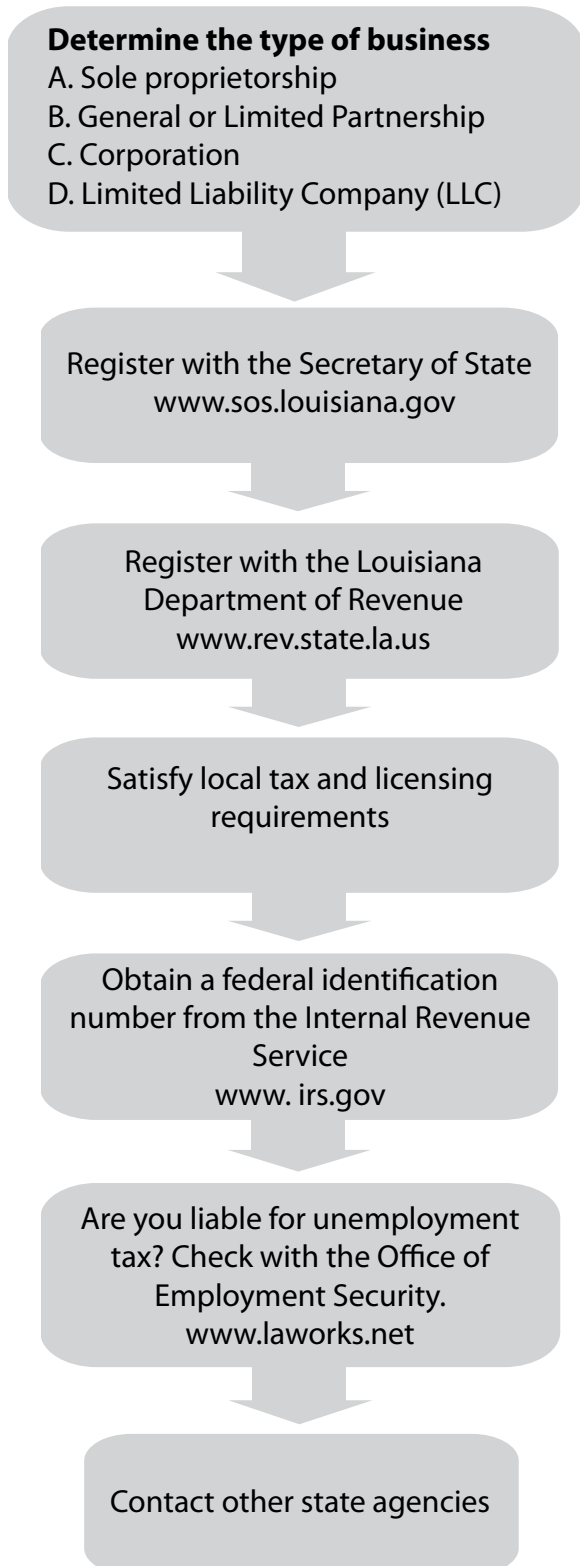 Determine the type of business
A. Sole proprietorship
B. General or Limited Partnership
C. Corporation
D. Limited Liability Company (LLC)
Register with the Secretary of State
www.sos.louisiana.gov
Register with the Louisiana
Department of Revenue
www.rev.state.la.us
Satisfy local tax and licensing
requirements
Obtain a federal identification
number from the Internal Revenue
Service
www. irs.gov
Are you liable for unemployment
tax? Check with the Office of
Employment Security.
www.laworks.net
Contact other state agencies